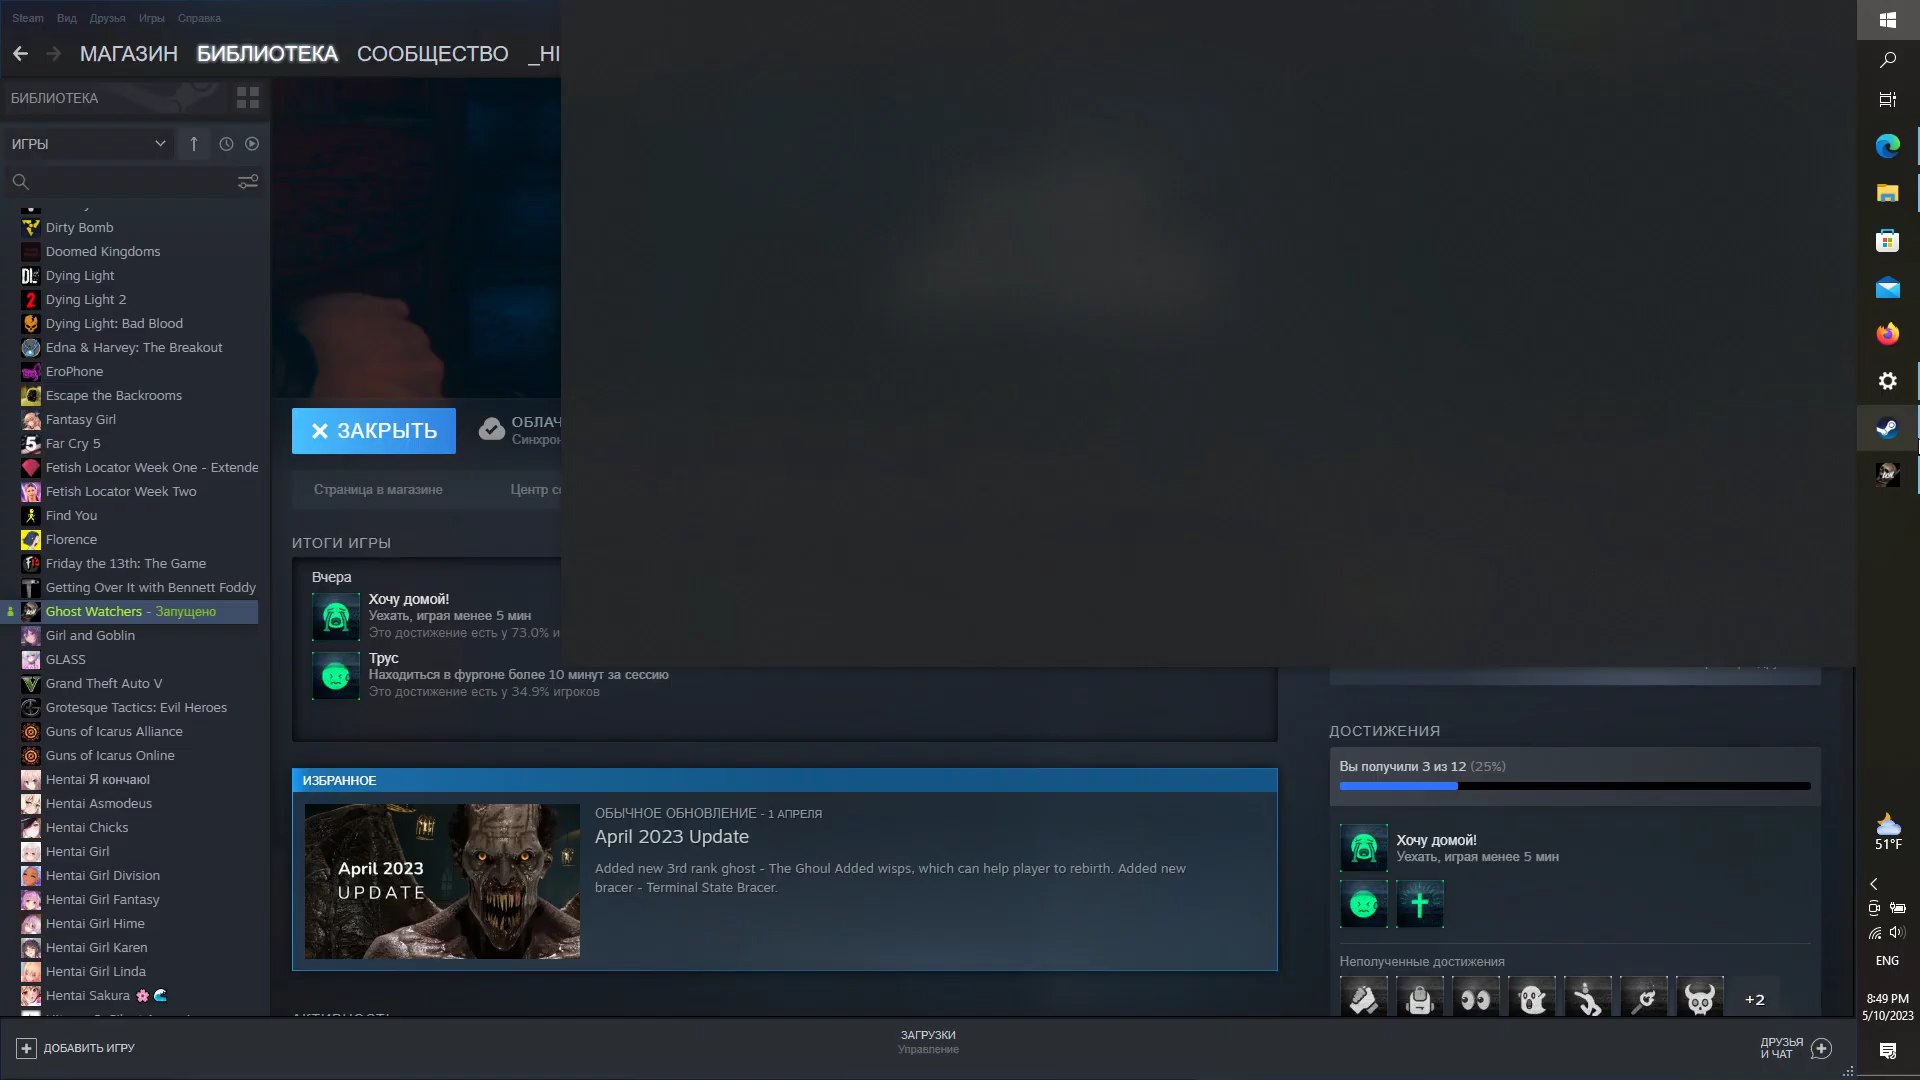 Steam Вид Друзья Игры Справка
МАГАЗИН БИБЛИОТЕКА СООБЩЕСТВО _HI
БИБЛИОТЕКА
ИГРЫ
Dirty Bomb
Doomed Kingdoms
Dying Light
Dying Light 2
Dying Light: Bad Blood
Edna & Harvey: The Breakout
EroPhone
Escape the Backrooms
Fantasy Girl
Far Cry 5
Fetish Locator Week One - Extende
Fetish Locator Week Two
Find You
Florence
Friday the 13th: The Game
Getting Over It with Bennett Foddy
Ghost Watchers - Запущено
Girl and Goblin
GLASS
Grand Theft Auto V
Grotesque Tactics: Evil Heroes
Guns of Icarus Alliance
Guns of Icarus Online
Hentai Я кончаю!
Hentai Asmodeus
Hentai Chicks
Hentai Girl
Hentai Girl Division
Hentai Girl Fantasy
Hentai Girl Hime
Hentai Girl Karen
Hentai Girl Linda
Hentai Sakura 🌸 🌊
ЗАКРЫТЬ
ОБЛАЧ
Синхрон
Страница в магазине Центр со
ИТОГИ ИГРЫ
Вчера
Хочу домой!
Уехать, играя менее 5 мин
Это достижение есть у 73.0% и
Трус
Находиться в фургоне более 10 минут за сессию
Это достижение есть у 34.9% игроков
ИЗБРАННОЕ
April 2023
UPDATE
ОБЫЧНОЕ ОБНОВЛЕНИЕ - 1 АПРЕЛЯ
April 2023 Update
Added new 3rd rank ghost - The Ghoul Added wisps, which can help player to rebirth. Added new
bracer - Terminal State Bracer.
ДОСТИЖЕНИЯ
Вы получили 3 из 12 (25%)
Хочу домой!
Уехать, играя менее 5 мин
Неполученные достижения
+2
ДОБАВИТЬ ИГРУ
ЗАГРУЗКИ
Управление
ДРУЗЬЯ
И ЧАТ
51°F
ENG
8:49 PM
5/10/2023